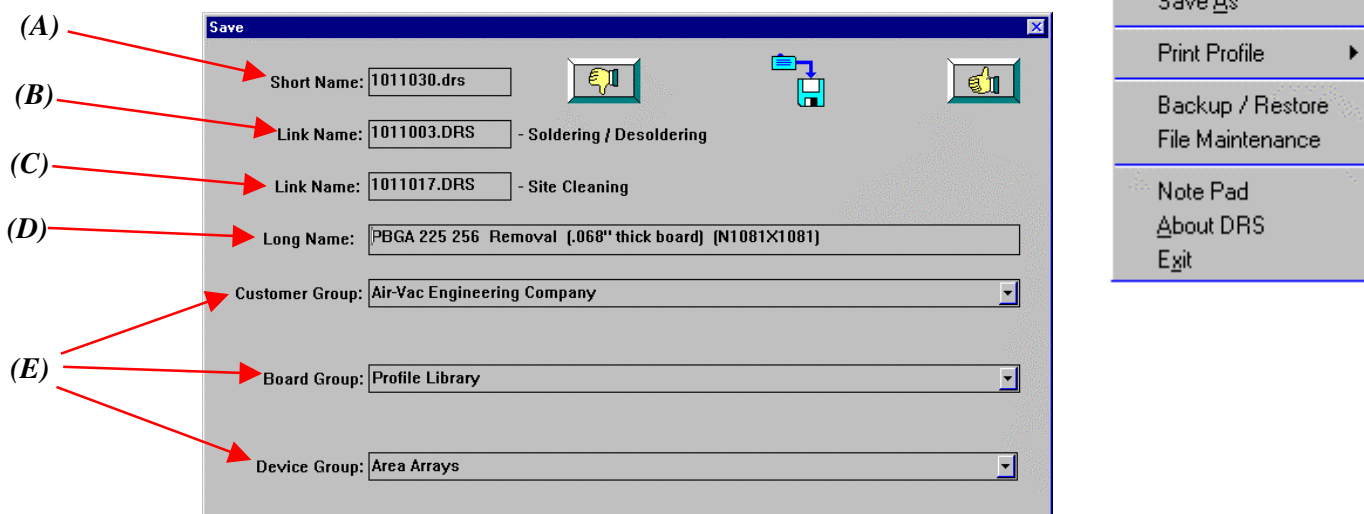 Save
(A)
Short Name: 1011030.drs
(B)
Link Name: 1011003.DRS - Soldering / Desoldering
(C)
Link Name: 1011017.DRS - Site Cleaning
(D)
Long Name: PBGA 225 256 Removal (.068" thick board) (N1081X1081)
Customer Group: Air-Vac Engineering Company
(E)
Board Group: Profile Library
Device Group: Area Arrays
Save As
Print Profile
Backup / Restore
File Maintenance
Note Pad
About DRS
Exit